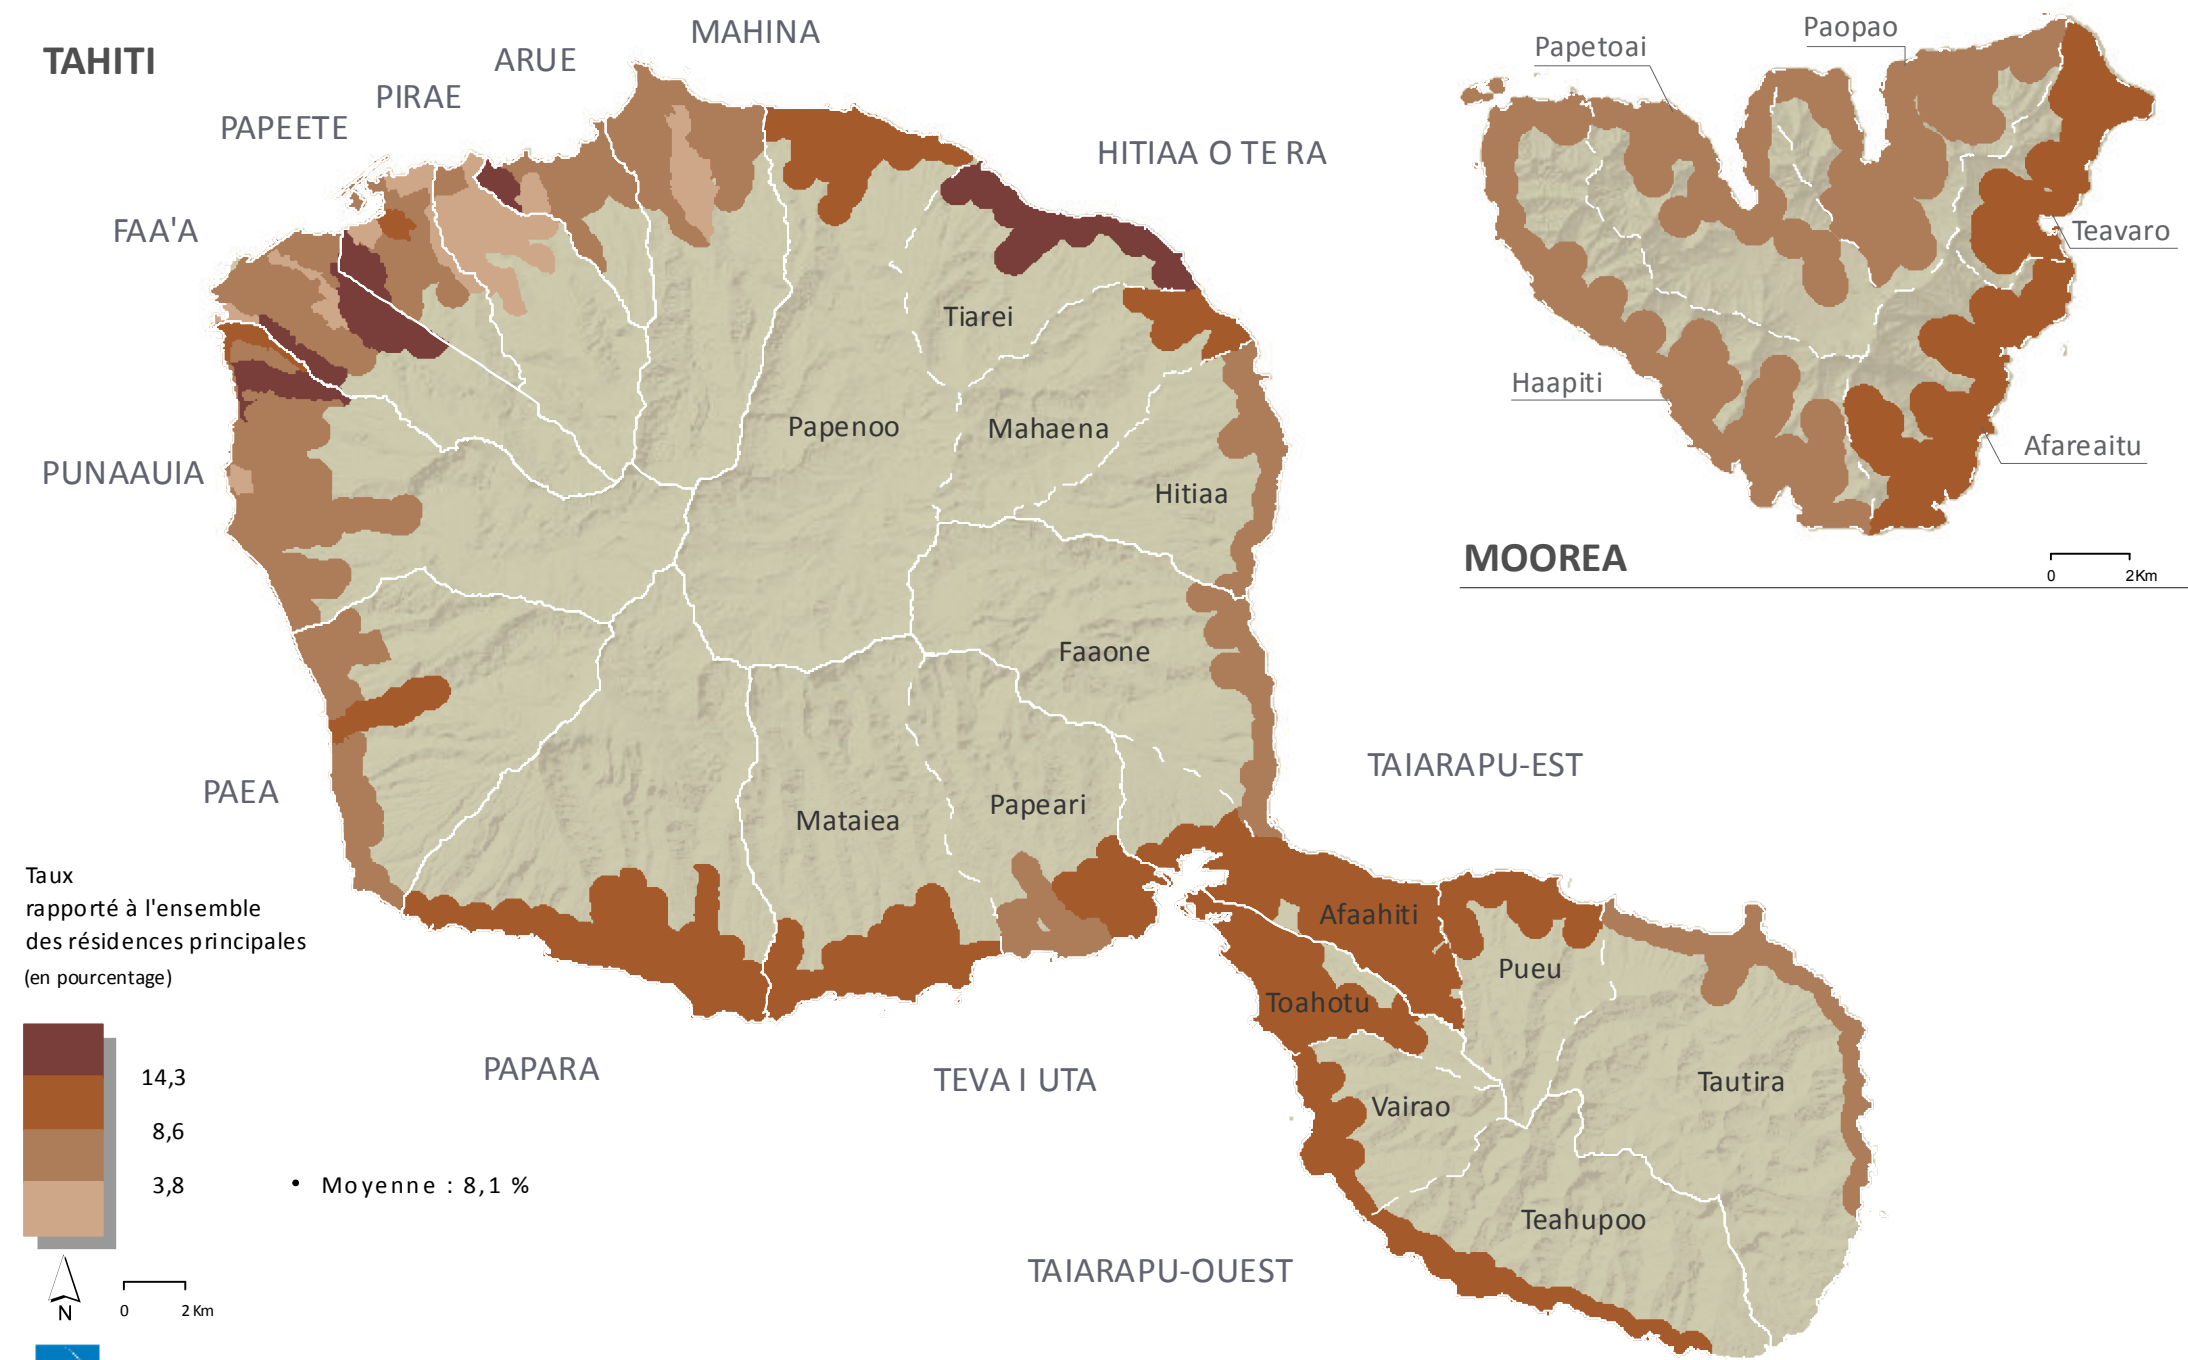 TAHITI
MAHINA
ARUE
PIRAE
PAPEETE
FAA'A
HITIAA O TE RA
PUNAAUIA
PAEA
PAPARA
TEVA I UTA
TAIARAPU-EST
TAIARAPU-OUEST
Tiarei
Papenoo
Mahaena
Hitiaa
Faaone
Mataiea
Papeari
Afaahiti
Pueu
Toahotu
Vairao
Tautira
Teahupoo
Papetoai
Paopao
Teavaro
Haapiti
Afareaitu
MOOREA
0 2 Km
Taux
rapporté à l'ensemble
des résidences principales
(en pourcentage)
14,3
8,6
3,8
• Moyenne : 8,1 %
N
0 2 Km